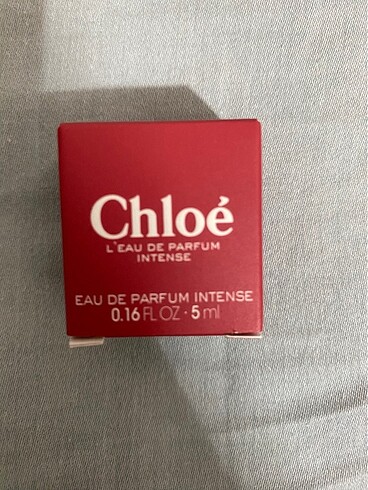 Chloé
L'EAU DE PARFUM
INTENSE
EAU DE PARFUM INTENSE
0.16 FL OZ · 5 ml